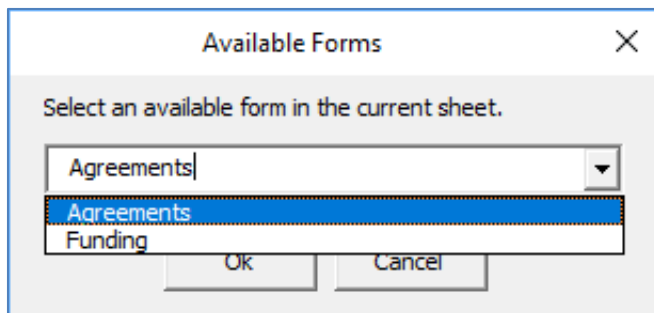 Available Forms
Select an available form in the current sheet.
Agreements
Agreements
Funding
Ok Cancel